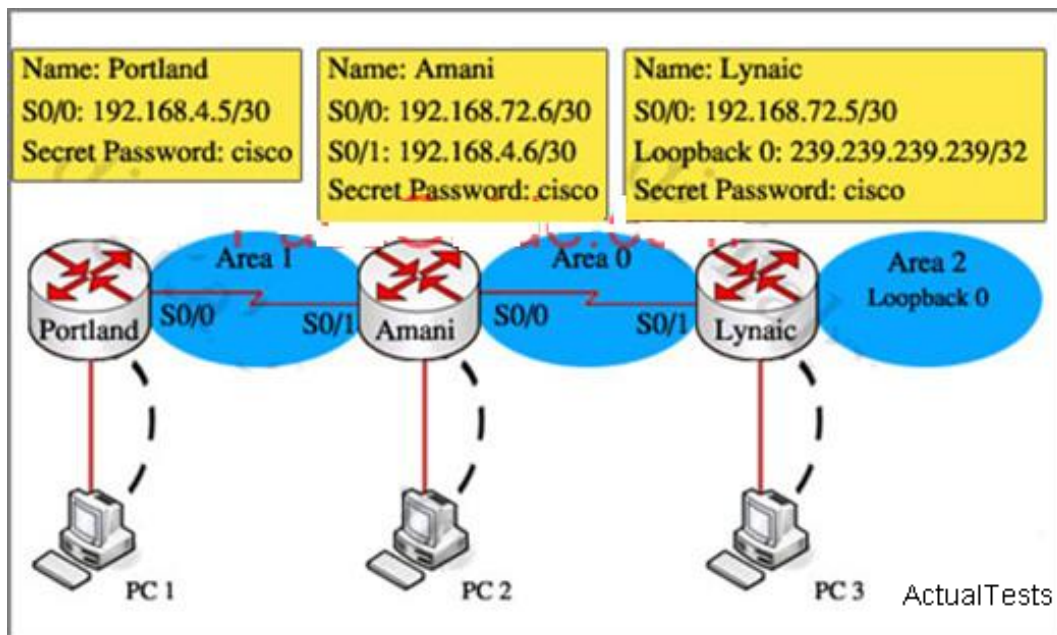 Name: Portland
S0/0: 192.168.4.5/30
Secret Password: cisco
Name: Amani
S0/0: 192.168.72.6/30
S0/1: 192.168.4.6/30
Secret Password: cisco
Name: Lynaic
S0/0: 192.168.72.5/30
Loopback 0: 239.239.239.239/32
Secret Password: cisco
Area 1
Area 0
Area 2
Loopback 0
Portland
S0/0
S0/1
Amani
S0/0
S0/1
Lynaic
PC 1
PC 2
PC 3
ActualTests